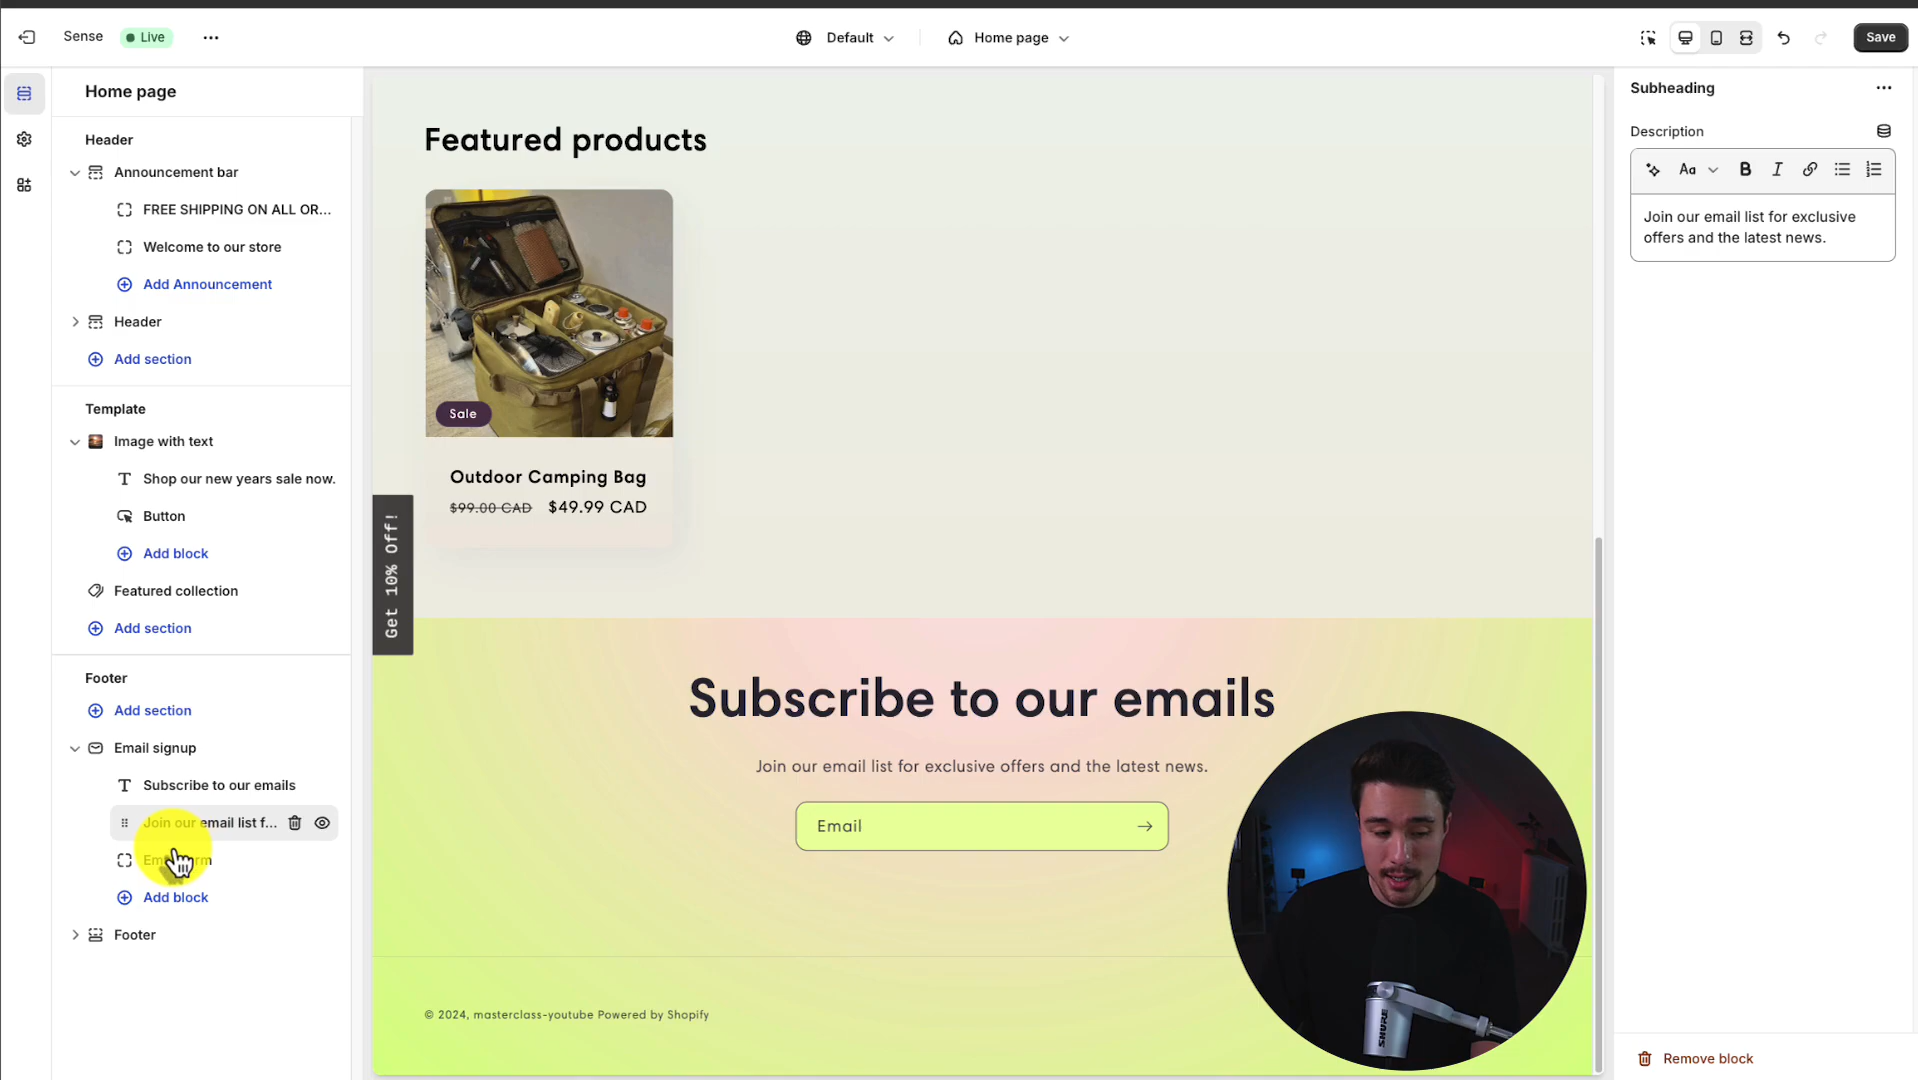 Sense
Live
Default
Home page
Save
Home page
Header
Announcement bar
FREE SHIPPING ON ALL OR...
Welcome to our store
Add Announcement
Header
Add section
Template
Image with text
Shop our new years sale now.
Button
Add block
Featured collection
Add section
Footer
Add section
Email signup
Subscribe to our emails
Join our email list f...
Add block
Footer
Featured products
Sale
Outdoor Camping Bag
$99.00 CAD $49.99 CAD
Get 10% Off!
Subscribe to our emails
Join our email list for exclusive offers and the latest news.
Email
© 2024, masterclass-youtube Powered by Shopify
SHURE
Subheading
Description
Aa
B
I
Join our email list for exclusive
offers and the latest news.
Remove block